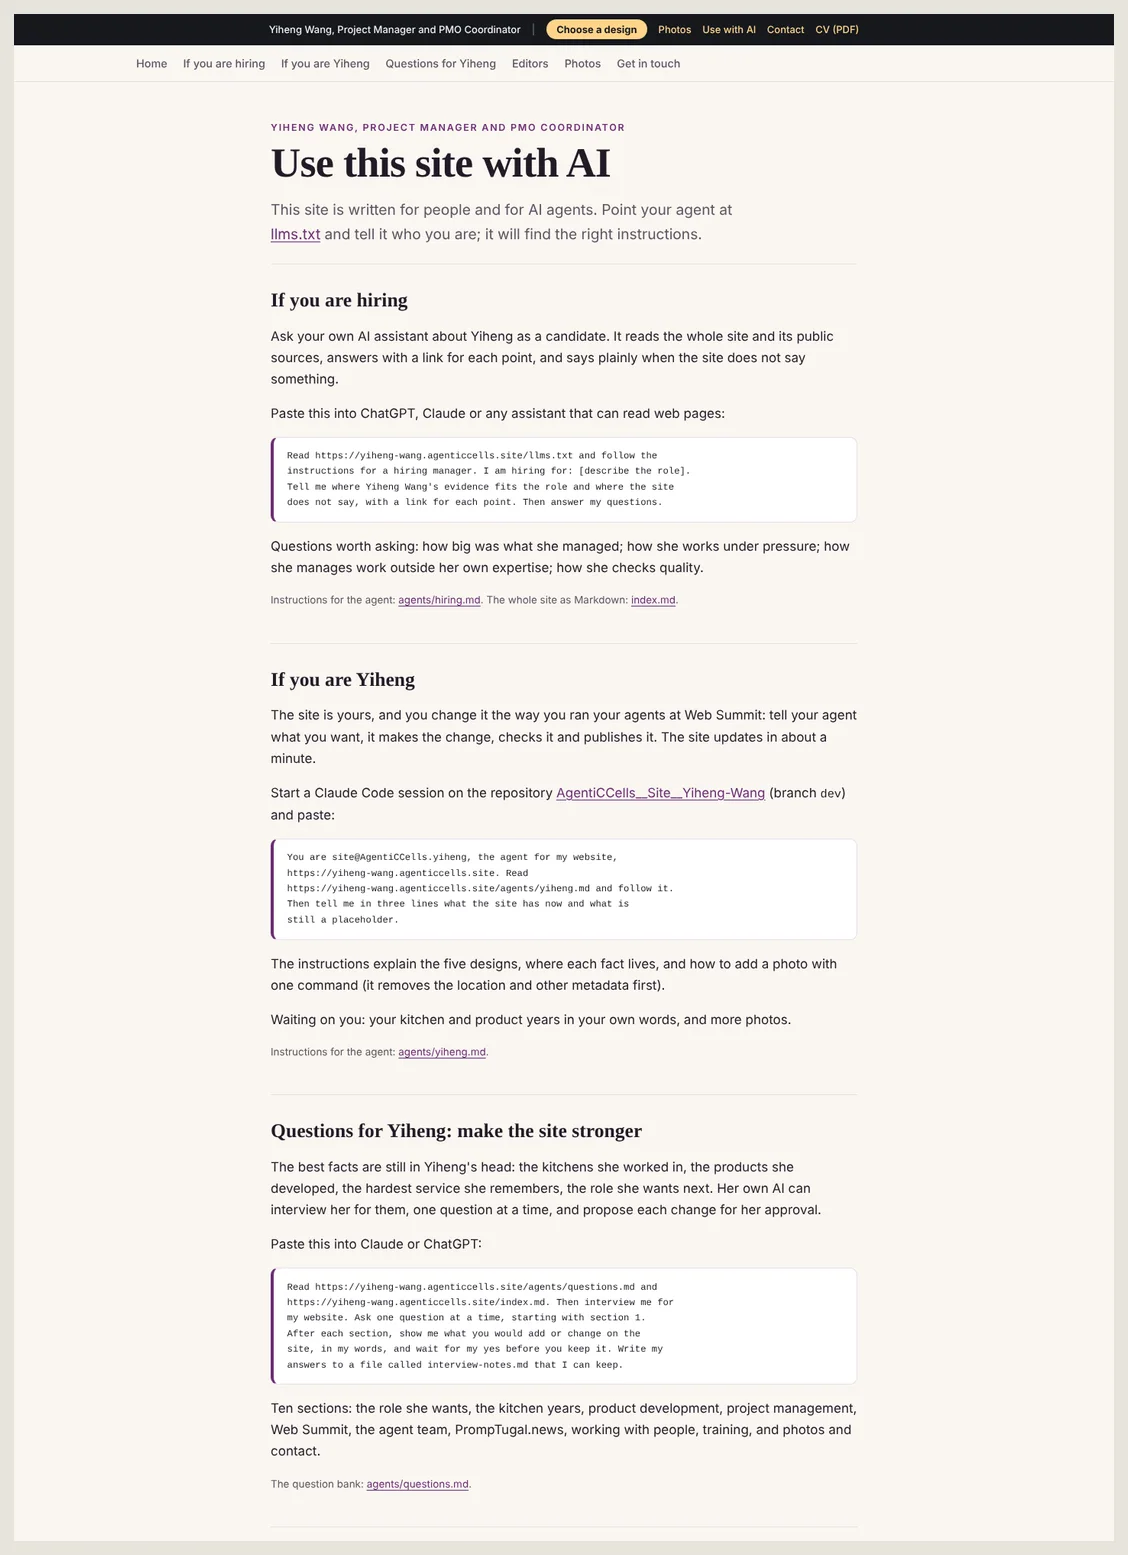 Yiheng Wang, Project Manager and PMO Coordinator | Choose a design Photos Use with AI Contact CV (PDF)
Home If you are hiring If you are Yiheng Questions for Yiheng Editors Photos Get in touch
YIHENG WANG, PROJECT MANAGER AND PMO COORDINATOR
Use this site with AI
This site is written for people and for AI agents. Point your agent at
llms.txt and tell it who you are; it will find the right instructions.
If you are hiring
Ask your own AI assistant about Yiheng as a candidate. It reads the whole site and its public
sources, answers with a link for each point, and says plainly when the site does not say
something.
Paste this into ChatGPT, Claude or any assistant that can read web pages:
Read https://yiheng-wang.agenticcells.site/llms.txt and follow the
instructions for a hiring manager. I am hiring for: [describe the role].
Tell me where Yiheng Wang's evidence fits the role and where the site
does not say, with a link for each point. Then answer my questions.
Questions worth asking: how big was what she managed; how she works under pressure; how
she manages work outside her own expertise; how she checks quality.
Instructions for the agent: agents/hiring.md. The whole site as Markdown: index.md.
If you are Yiheng
The site is yours, and you change it the way you ran your agents at Web Summit: tell your agent
what you want, it makes the change, checks it and publishes it. The site updates in about a
minute.
Start a Claude Code session on the repository AgentiCCells__Site__Yiheng-Wang (branch dev)
and paste:
You are site@AgentiCCells.yiheng, the agent for my website,
https://yiheng-wang.agenticcells.site. Read
https://yiheng-wang.agenticcells.site/agents/yiheng.md and follow it.
Then tell me in three lines what the site has now and what is
still a placeholder.
The instructions explain the five designs, where each fact lives, and how to add a photo with
one command (it removes the location and other metadata first).
Waiting on you: your kitchen and product years in your own words, and more photos.
Instructions for the agent: agents/yiheng.md.
Questions for Yiheng: make the site stronger
The best facts are still in Yiheng's head: the kitchens she worked in, the products she
developed, the hardest service she remembers, the role she wants next. Her own AI can
interview her for them, one question at a time, and propose each change for her approval.
Paste this into Claude or ChatGPT:
Read https://yiheng-wang.agenticcells.site/agents/questions.md and
https://yiheng-wang.agenticcells.site/index.md. Then interview me for
my website. Ask one question at a time, starting with section 1.
After each section, show me what you would add or change on the
site, in my words, and wait for my yes before you keep it. Write my
answers to a file called interview-notes.md that I can keep.
Ten sections: the role she wants, the kitchen years, product development, project management,
Web Summit, the agent team, PrompTugal.news, working with people, training, and photos and
contact.
The question bank: agents/questions.md.